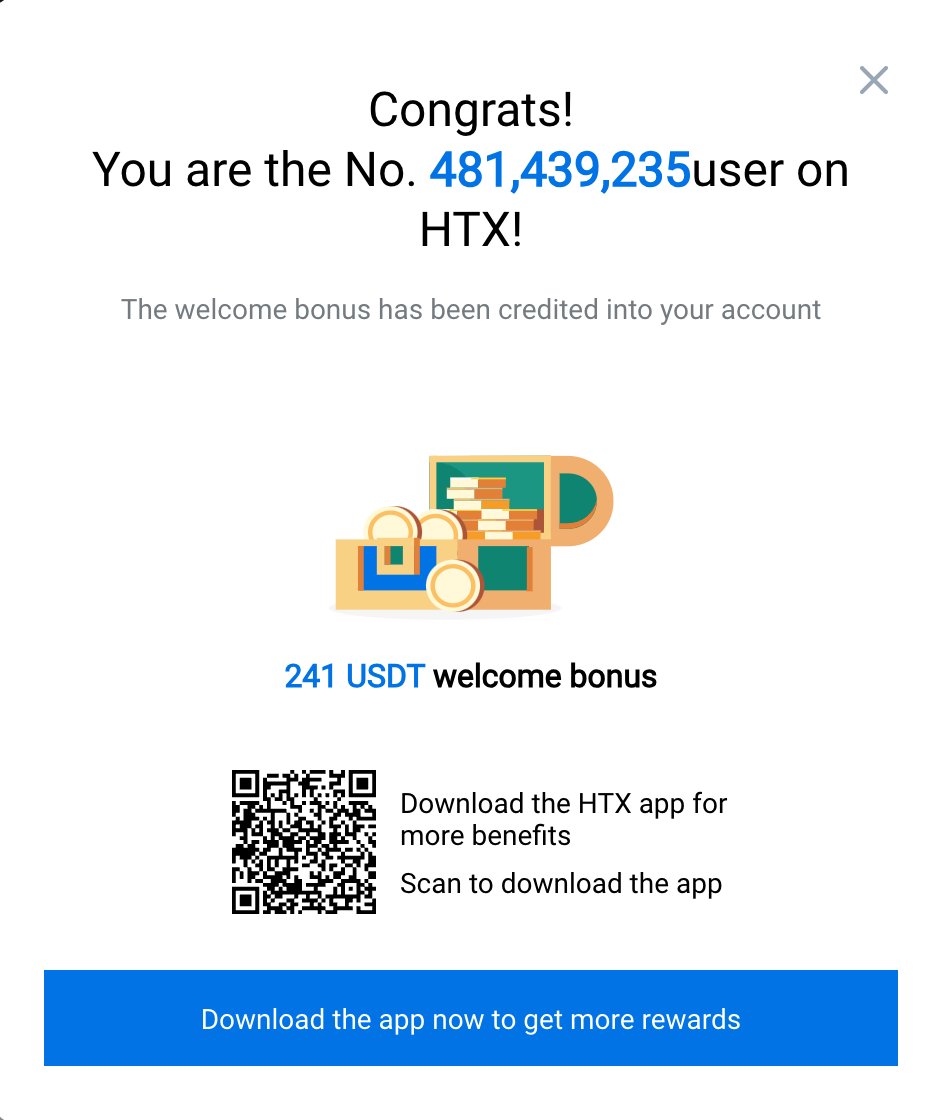 Congrats!
You are the No. 481,439,235user on
HTX!
The welcome bonus has been credited into your account
241 USDT welcome bonus
Download the HTX app for
more benefits
Scan to download the app
Download the app now to get more rewards